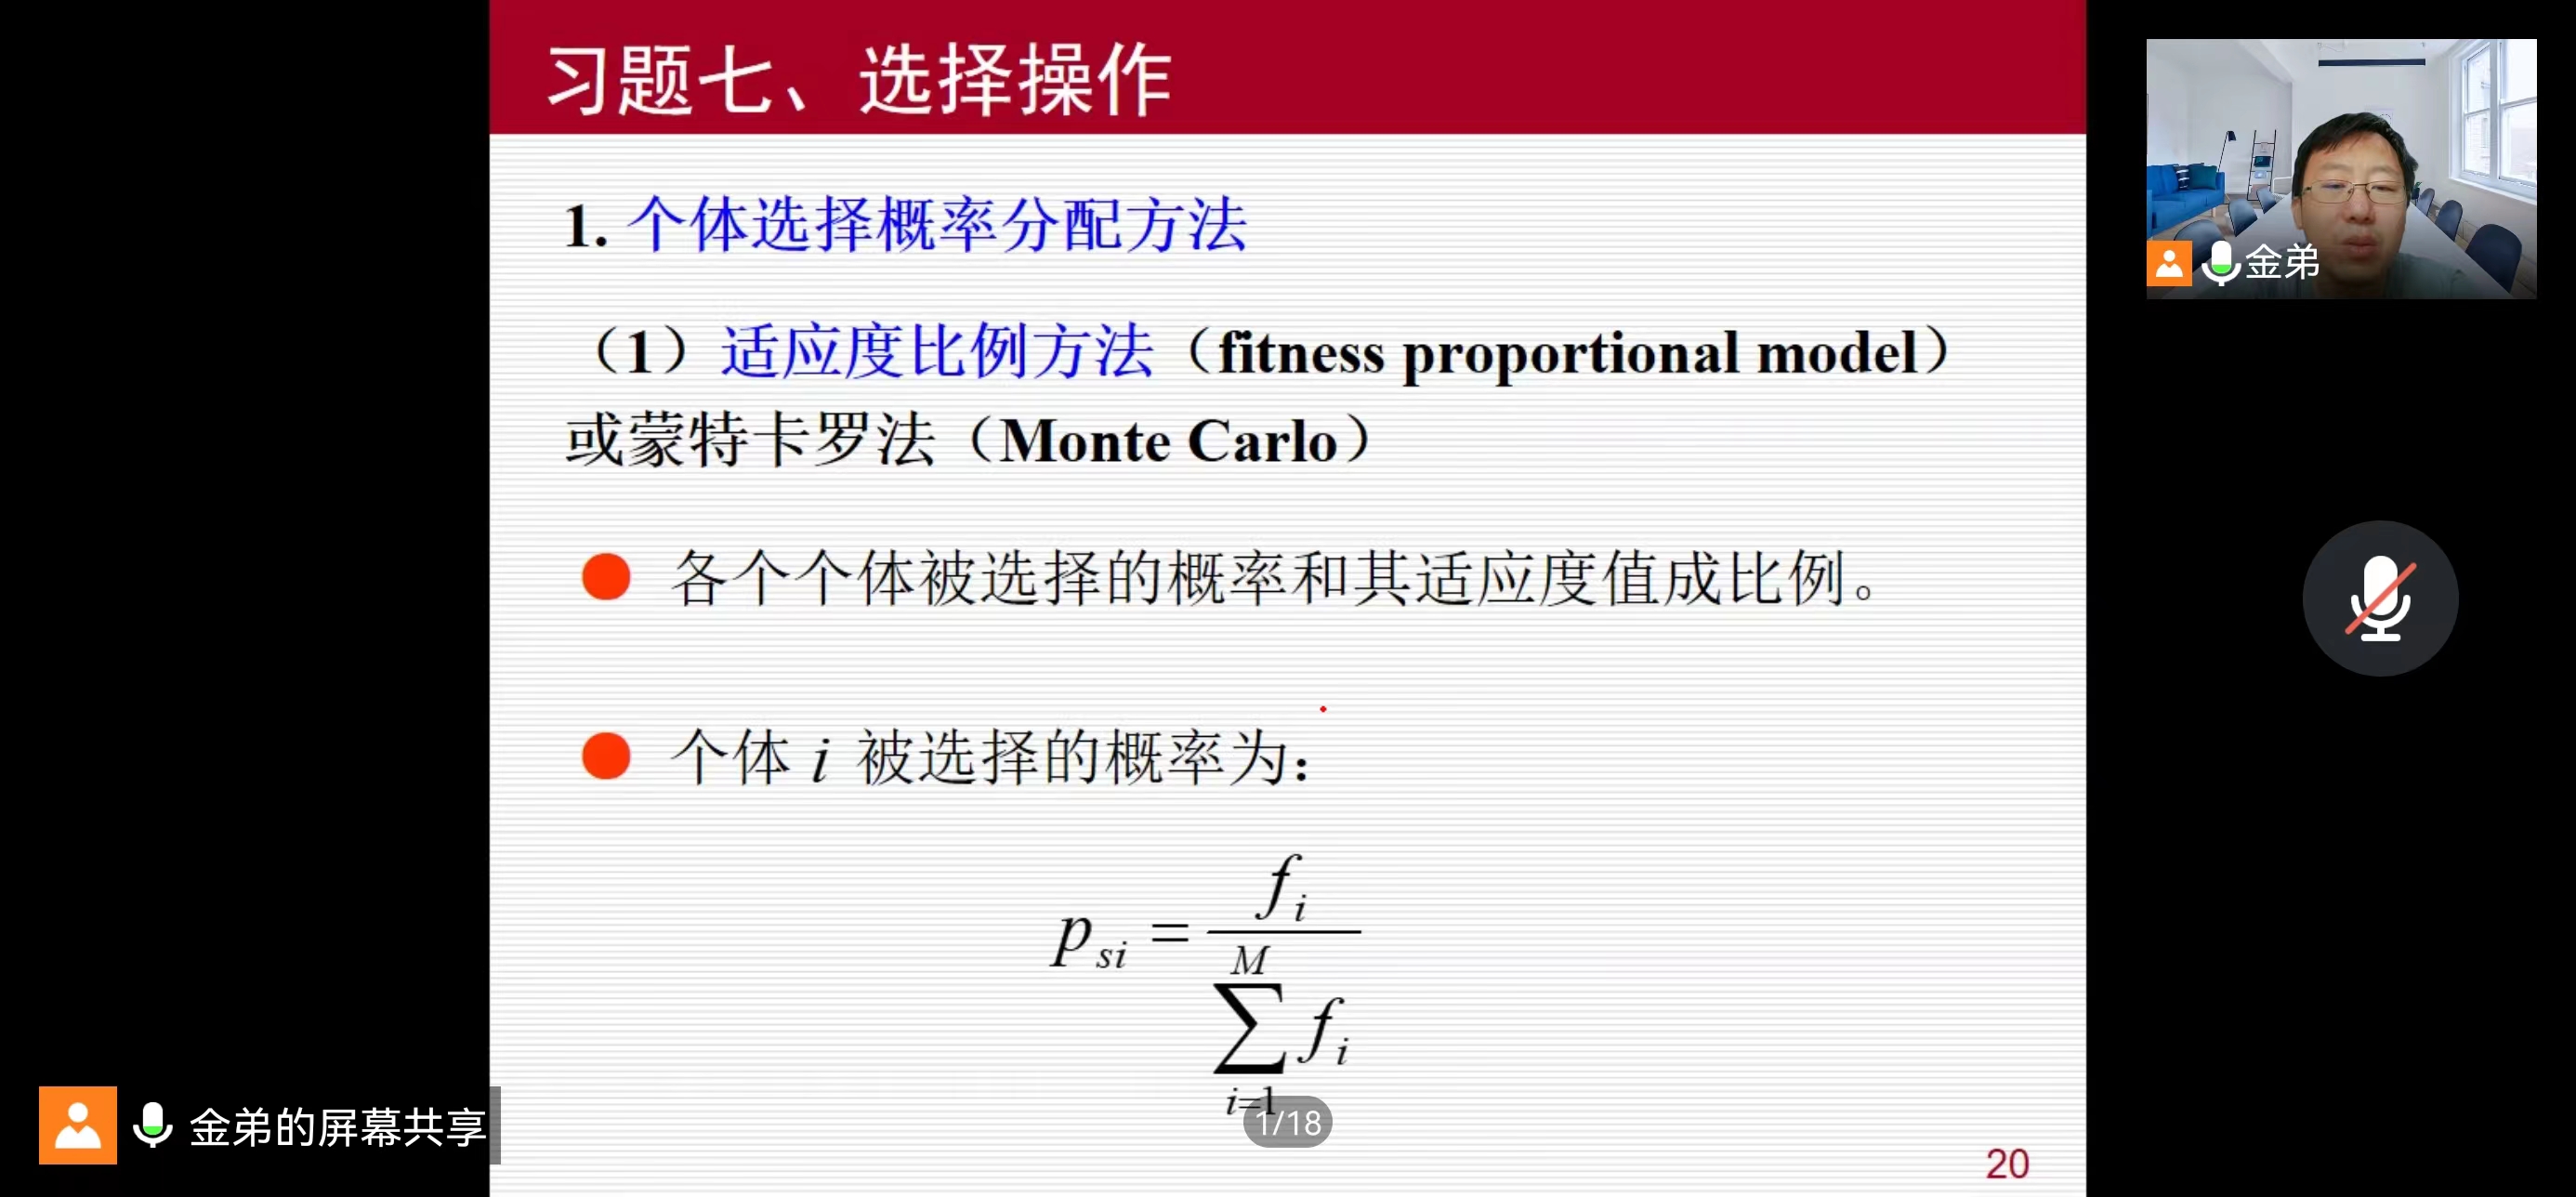 习题七、选择操作
1. 个体选择概率分配方法
（1）适应度比例方法（fitness proportional model）
或蒙特卡罗法（Monte Carlo）
各个个体被选择的概率和其适应度值成比例。
个体 i 被选择的概率为：
p_{si} = \frac{f_i}{\sum_{i=1}^{M} f_i}
1/18
20
金弟
金弟的屏幕共享